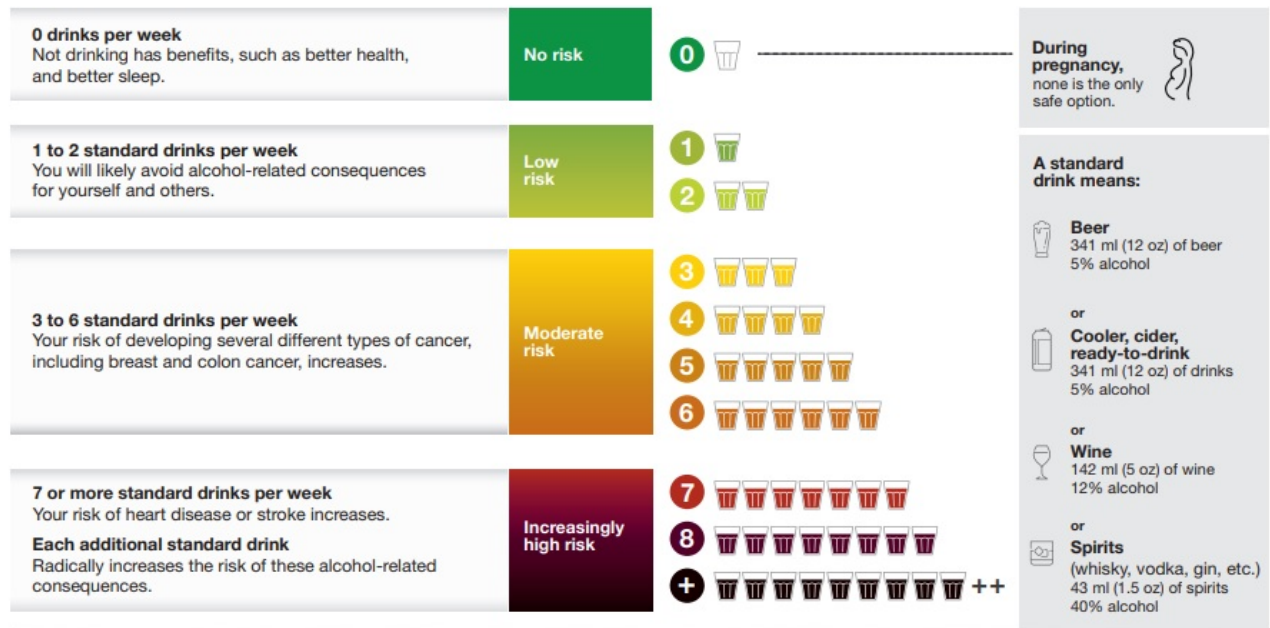 0 drinks per week
Not drinking has benefits, such as better health,
and better sleep.
No risk
0
During
pregnancy,
none is the only
safe option.
1 to 2 standard drinks per week
You will likely avoid alcohol-related consequences
for yourself and others.
Low
risk
1
2
3 to 6 standard drinks per week
Your risk of developing several different types of cancer,
including breast and colon cancer, increases.
Moderate
risk
3
4
5
6
7 or more standard drinks per week
Your risk of heart disease or stroke increases.
Each additional standard drink
Radically increases the risk of these alcohol-related
consequences.
Increasingly
high risk
7
8
+
++
A standard
drink means:
Beer
341 ml (12 oz) of beer
5% alcohol
or
Cooler, cider,
ready-to-drink
341 ml (12 oz) of drinks
5% alcohol
or
Wine
142 ml (5 oz) of wine
12% alcohol
or
Spirits
(whisky, vodka, gin, etc.)
43 ml (1.5 oz) of spirits
40% alcohol